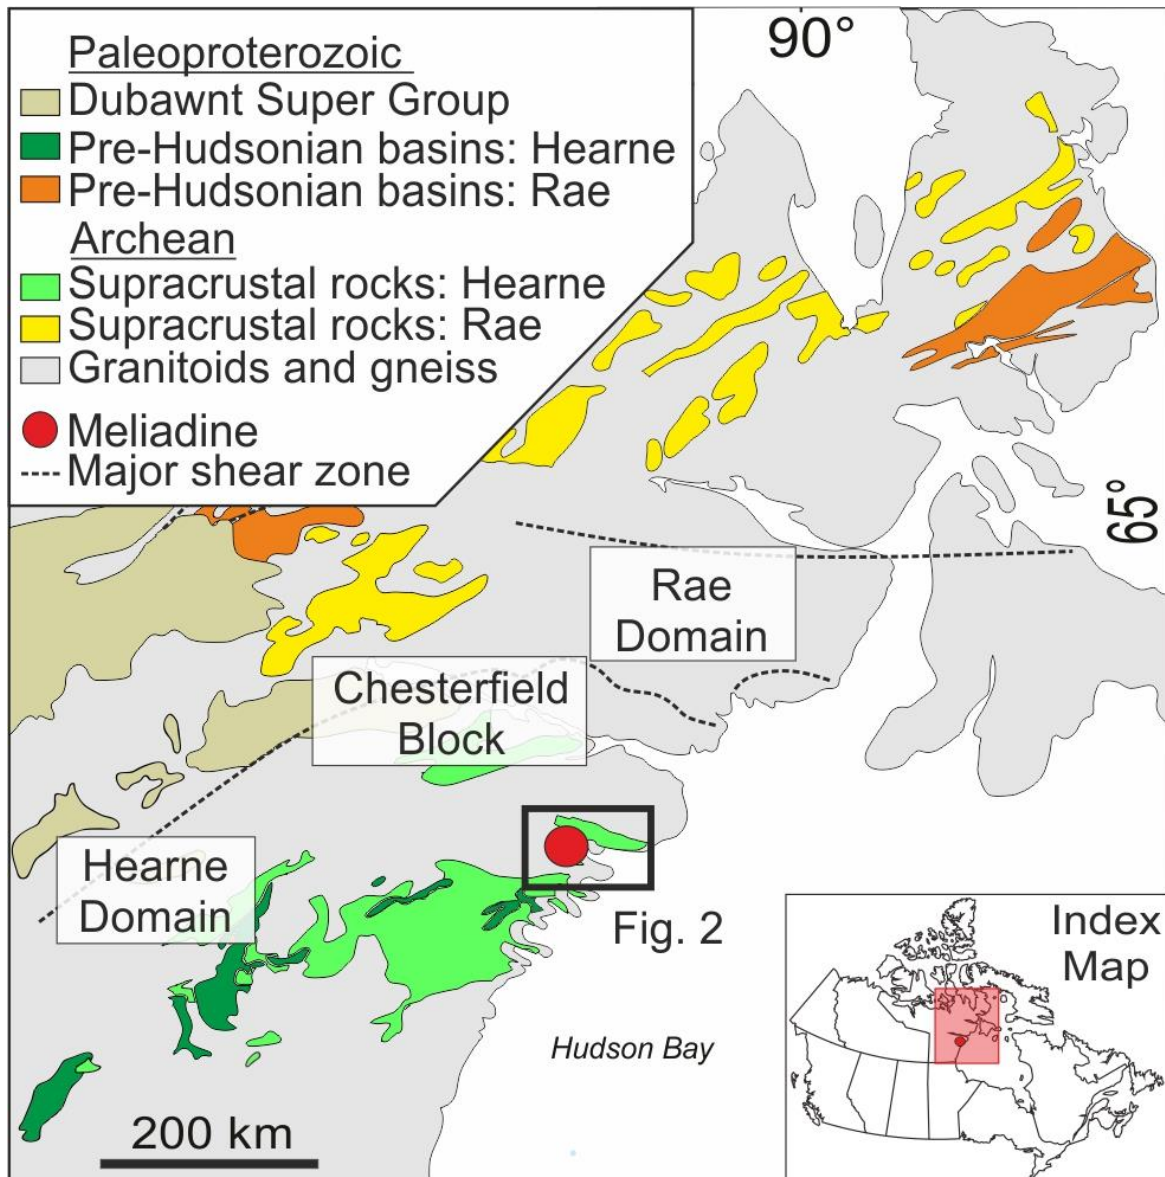 Paleoproterozoic
Dubawnt Super Group
Pre-Hudsonian basins: Hearne
Pre-Hudsonian basins: Rae
Archean
Supracrustal rocks: Hearne
Supracrustal rocks: Rae
Granitoids and gneiss
Meliadine
Major shear zone
90°
65°
Rae
Domain
Chesterfield
Block
Hearne
Domain
Fig. 2
Hudson Bay
200 km
Index
Map